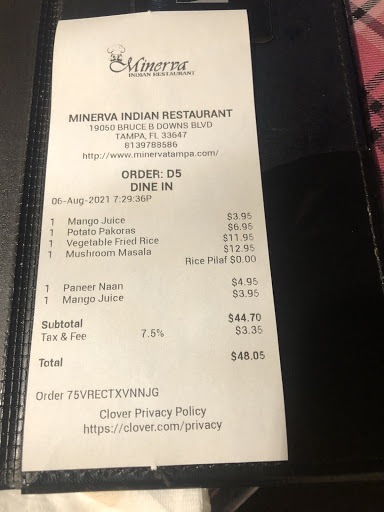 Minerva
INDIAN RESTAURANT
MINERVA INDIAN RESTAURANT
19050 BRUCE B DOWNS BLVD
TAMPA, FL 33647
8139788586
http://www.minervatampa.com/
ORDER: D5
DINE IN
06-Aug-2021 7:29:36P
1 Mango Juice $3.95
1 Potato Pakoras $6.95
1 Vegetable Fried Rice $11.95
1 Mushroom Masala $12.95
Rice Pilaf $0.00
1 Paneer Naan $4.95
1 Mango Juice $3.95
Subtotal $44.70
Tax & Fee 7.5% $3.35
Total $48.05
Order 75VRECTXVNNJG
Clover Privacy Policy
https://clover.com/privacy